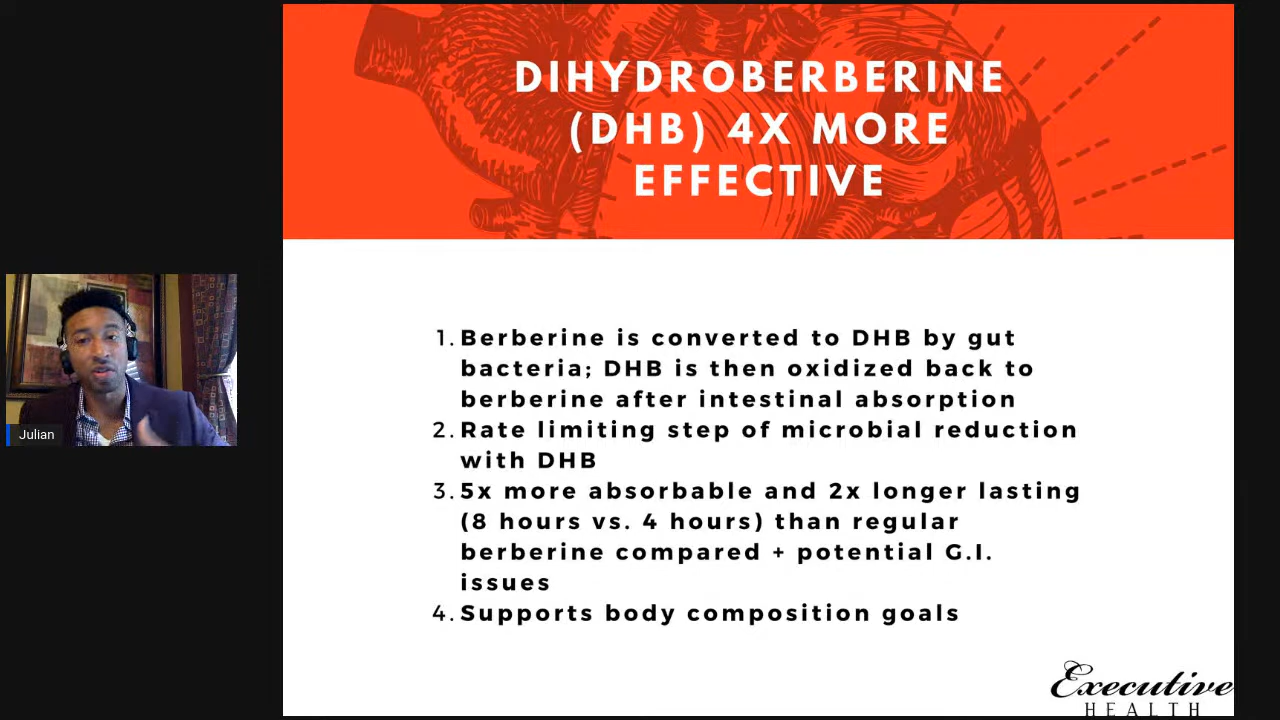 DIHYDROBERBERINE
(DHB) 4X MORE
EFFECTIVE
1. Berberine is converted to DHB by gut
bacteria; DHB is then oxidized back to
berberine after intestinal absorption
2. Rate limiting step of microbial reduction
with DHB
3. 5x more absorbable and 2x longer lasting
(8 hours vs. 4 hours) than regular
berberine compared + potential G.I.
issues
4. Supports body composition goals
Julian
Executive
HEALTH